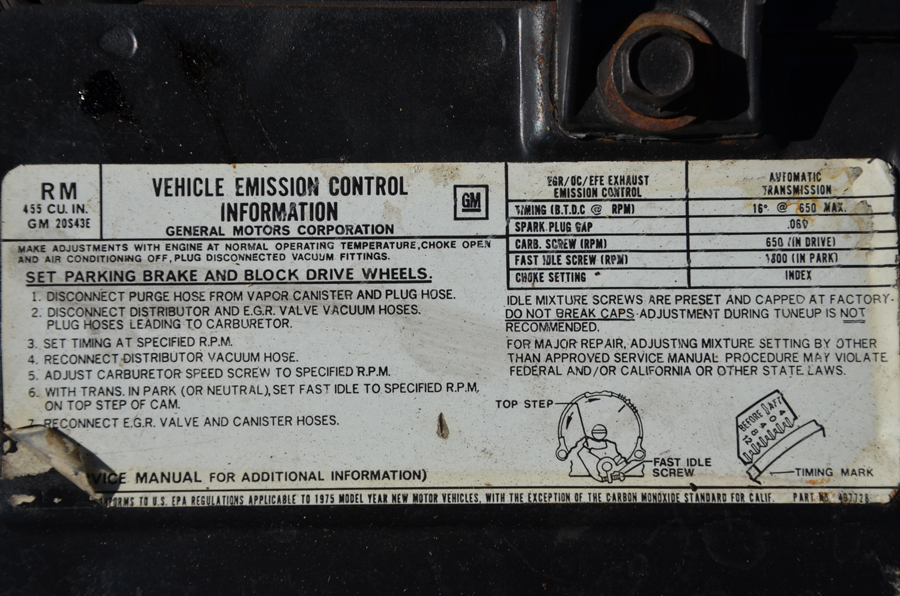 RM
455 CU. IN.
GM 20S43E
VEHICLE EMISSION CONTROL
INFORMATION
GENERAL MOTORS CORPORATION
GM
MAKE ADJUSTMENTS WITH ENGINE AT NORMAL OPERATING TEMPERATURE, CHOKE OPEN
AND AIR CONDITIONING OFF, PLUG DISCONNECTED VACUUM FITTINGS.
SET PARKING BRAKE AND BLOCK DRIVE WHEELS.
1. DISCONNECT PURGE HOSE FROM VAPOR CANISTER AND PLUG HOSE.
2. DISCONNECT DISTRIBUTOR AND E.G.R. VALVE VACUUM HOSES.
PLUG HOSES LEADING TO CARBURETOR.
3. SET TIMING AT SPECIFIED R.P.M.
4. RECONNECT DISTRIBUTOR VACUUM HOSE.
5. ADJUST CARBURETOR SPEED SCREW TO SPECIFIED R.P.M.
6. WITH TRANS. IN PARK (OR NEUTRAL), SET FAST IDLE TO SPECIFIED R.P.M.
ON TOP STEP OF CAM.
7. RECONNECT E.G.R. VALVE AND CANISTER HOSES.
MANUAL FOR ADDITIONAL INFORMATION)
EGR/OC/EFE EXHAUST
EMISSION CONTROL
AUTOMATIC
TRANSMISSION
TIMING (B.T.D.C @ RPM) 16° @ 650 MAX.
SPARK PLUG GAP .060
CARB. SCREW (RPM) 650 (IN DRIVE)
FAST IDLE SCREW (RPM) 1800 (IN PARK)
CHOKE SETTING INDEX
IDLE MIXTURE SCREWS ARE PRESET AND CAPPED AT FACTORY-
DO NOT BREAK CAPS-ADJUSTMENT DURING TUNEUP IS NOT
RECOMMENDED.
FOR MAJOR REPAIR, ADJUSTING MIXTURE SETTING BY OTHER
THAN APPROVED SERVICE MANUAL PROCEDURE MAY VIOLATE
FEDERAL AND/OR CALIFORNIA OR OTHER STATE LAWS.
TOP STEP
FAST IDLE
SCREW
BEFORE AFT
12 8 4 0 4
TIMING MARK
TO U.S. EPA REGULATIONS APPLICABLE TO 1975 MODEL YEAR NEW MOTOR VEHICLES, WITH THE EXCEPTION OF THE CARBON MONOXIDE STANDARD FOR CALIF. PART